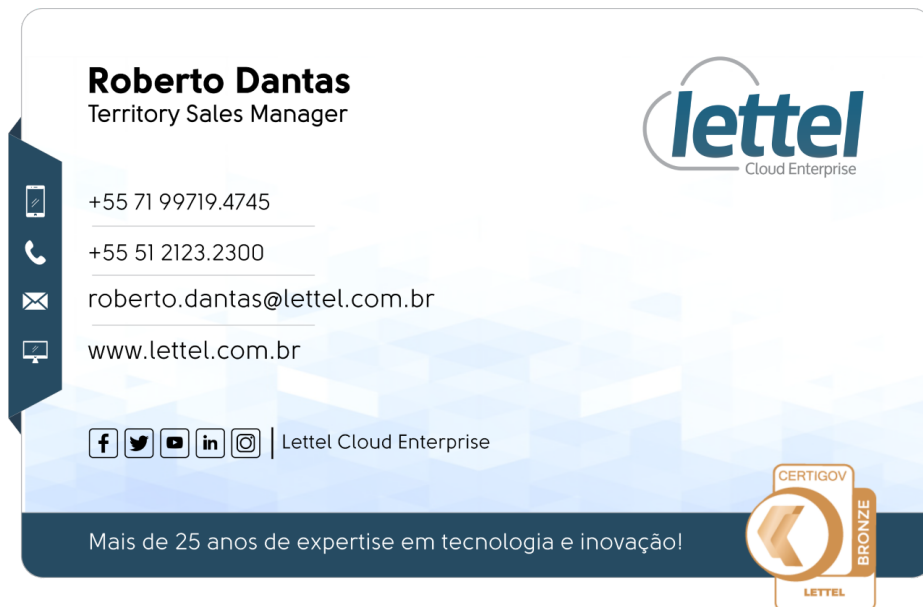 Roberto Dantas
Territory Sales Manager
lettel
Cloud Enterprise
+55 71 99719.4745
+55 51 2123.2300
roberto.dantas@lettel.com.br
www.lettel.com.br
Lettel Cloud Enterprise
Mais de 25 anos de expertise em tecnologia e inovação!
CERTIGOV
BRONZE
LETTEL